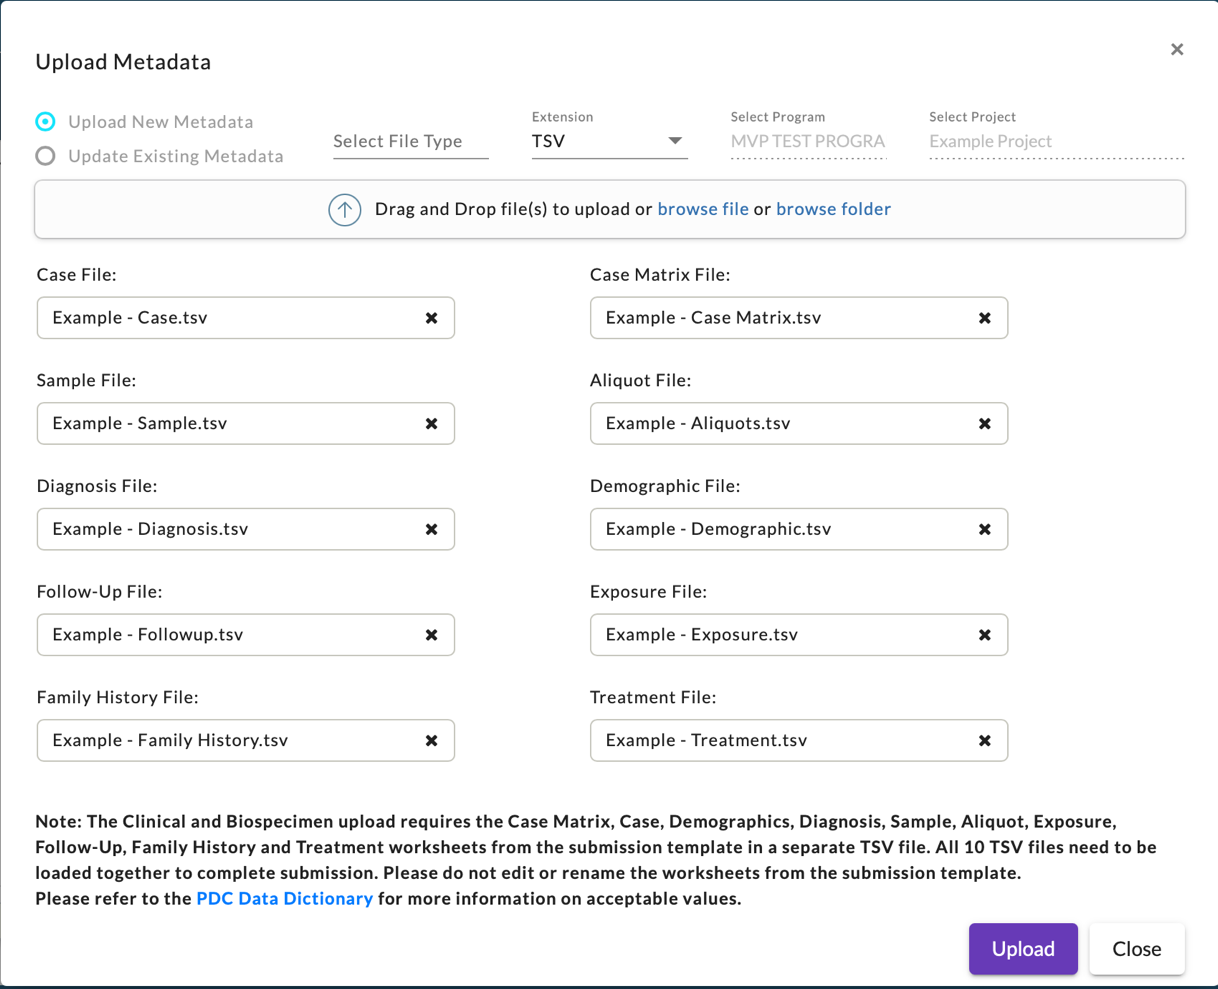 Upload Metadata
Upload New Metadata
Update Existing Metadata
Select File Type
Extension
TSV
Select Program
MVP TEST PROGRA
Select Project
Example Project
Drag and Drop file(s) to upload or browse file or browse folder
Case File:
Example - Case.tsv
Case Matrix File:
Example - Case Matrix.tsv
Sample File:
Example - Sample.tsv
Aliquot File:
Example - Aliquots.tsv
Diagnosis File:
Example - Diagnosis.tsv
Demographic File:
Example - Demographic.tsv
Follow-Up File:
Example - Followup.tsv
Exposure File:
Example - Exposure.tsv
Family History File:
Example - Family History.tsv
Treatment File:
Example - Treatment.tsv
Note: The Clinical and Biospecimen upload requires the Case Matrix, Case, Demographics, Diagnosis, Sample, Aliquot, Exposure,
Follow-Up, Family History and Treatment worksheets from the submission template in a separate TSV file. All 10 TSV files need to be
loaded together to complete submission. Please do not edit or rename the worksheets from the submission template.
Please refer to the PDC Data Dictionary for more information on acceptable values.
Upload
Close